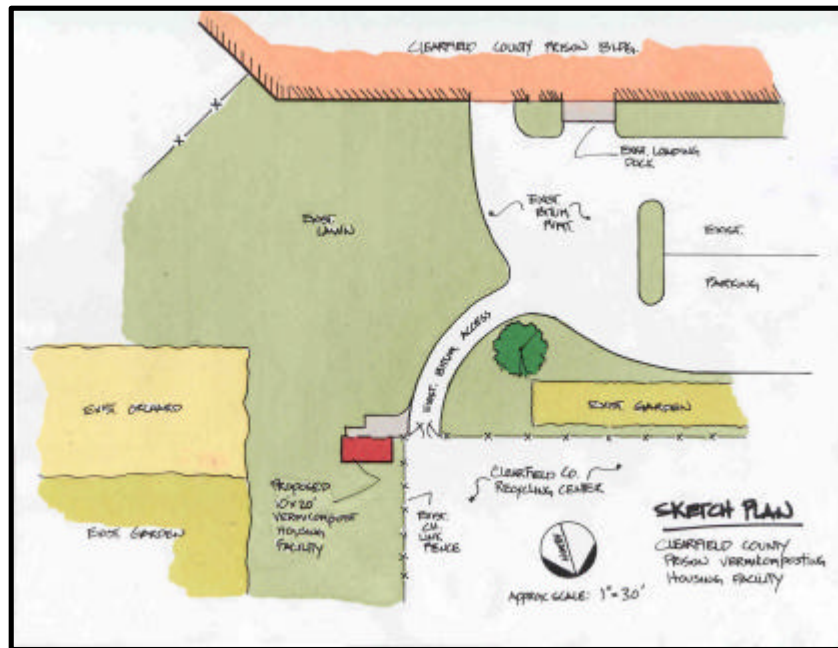 CLEARFIELD COUNTY PRISON BLDG.
EXIST. LOADING
DOCK
EXIST.
LAWN
EXIST.
BITUM
PVMT.
EXIST.
PARKING
EXIST. BITUM ACCESS
EXIST. ORCHARD
EXIST GARDEN
EXIST GARDEN
PROPOSED
10'x20'
VERMICOMPOST
HOUSING
FACILITY
EXIST.
CH.
LINK
FENCE
CLEARFIELD CO.
RECYCLING CENTER
NORTH
APPROX SCALE: 1"=30'
SKETCH PLAN
CLEARFIELD COUNTY
PRISON VERMICOMPOSTING
HOUSING FACILITY